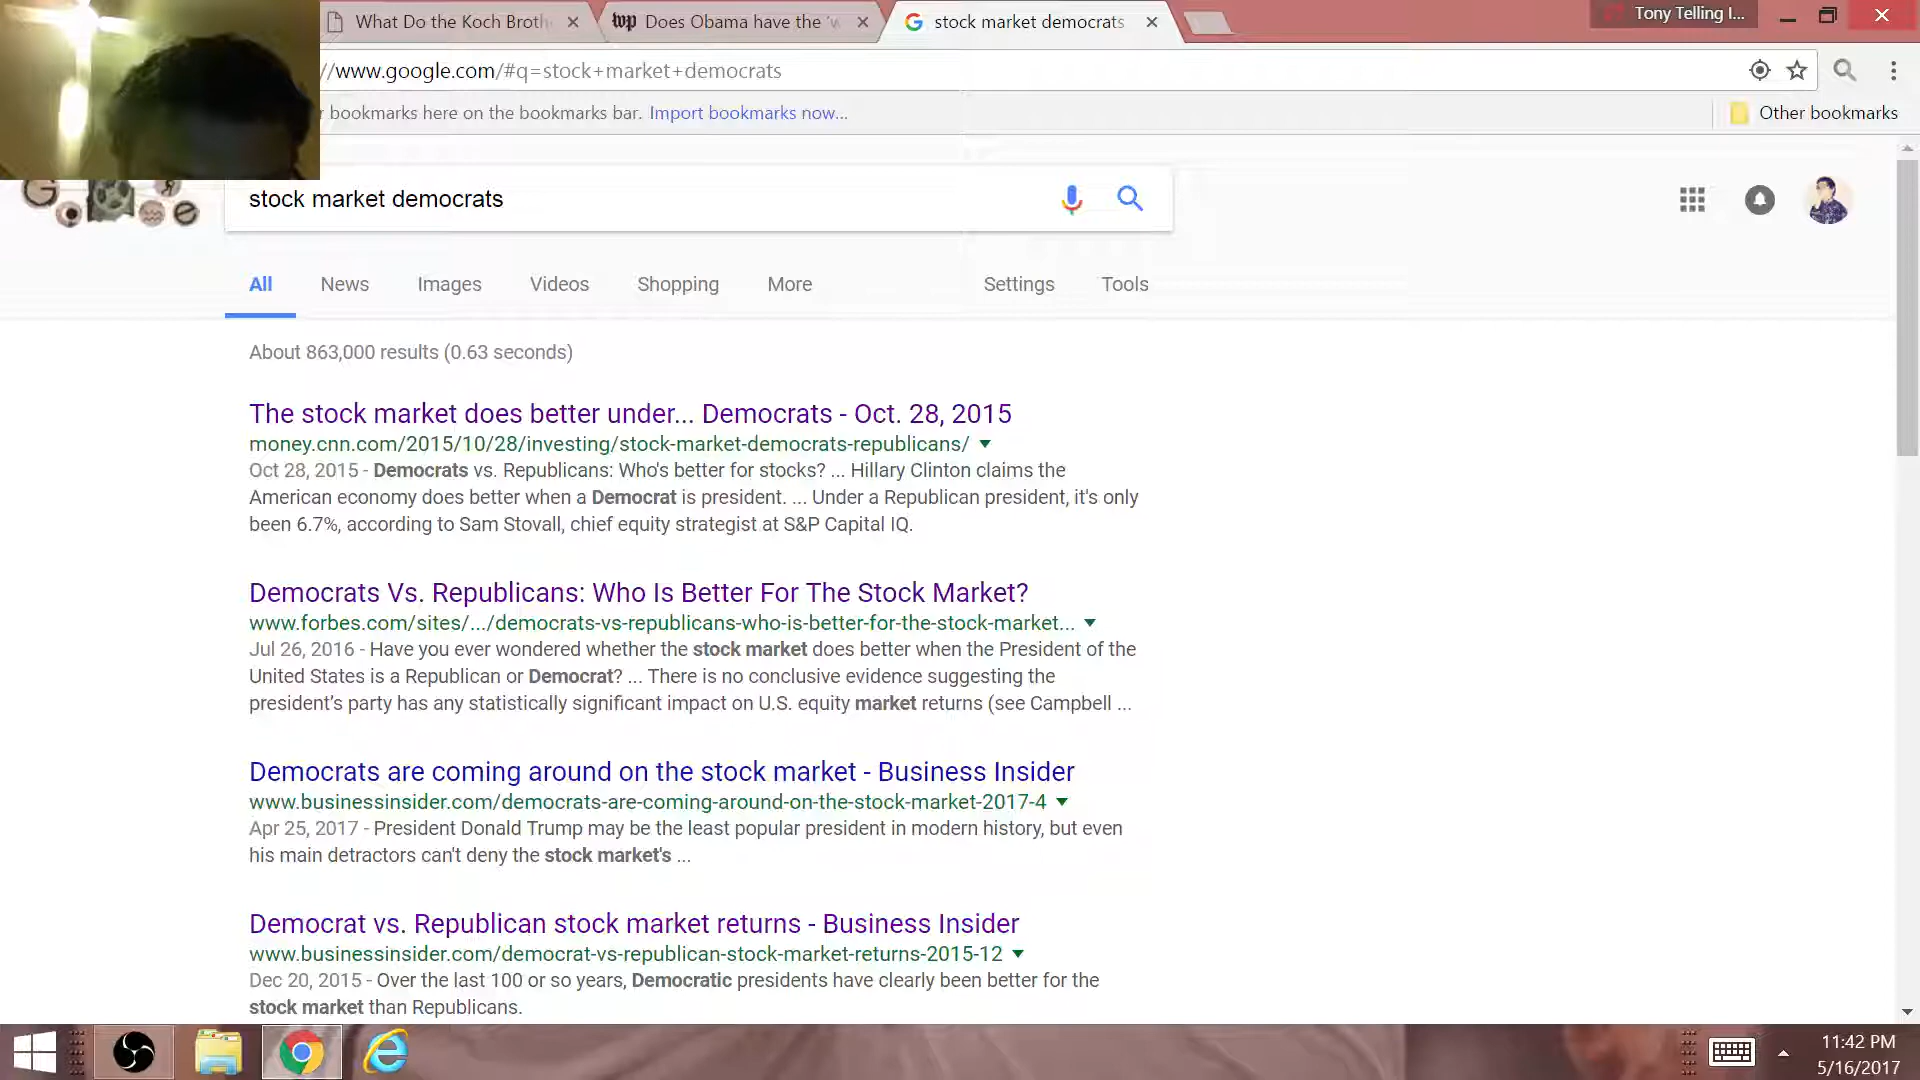 What Do the Koch Broth
wp Does Obama have the 'w
stock market democrats
Tony Telling I...
//www.google.com/#q=stock+market+democrats
bookmarks here on the bookmarks bar. Import bookmarks now...
Other bookmarks
stock market democrats
All News Images Videos Shopping More Settings Tools
About 863,000 results (0.63 seconds)
The stock market does better under... Democrats - Oct. 28, 2015
money.cnn.com/2015/10/28/investing/stock-market-democrats-republicans/
Oct 28, 2015 - Democrats vs. Republicans: Who's better for stocks? ... Hillary Clinton claims the
American economy does better when a Democrat is president. ... Under a Republican president, it's only
been 6.7%, according to Sam Stovall, chief equity strategist at S&P Capital IQ.
Democrats Vs. Republicans: Who Is Better For The Stock Market?
www.forbes.com/sites/.../democrats-vs-republicans-who-is-better-for-the-stock-market...
Jul 26, 2016 - Have you ever wondered whether the stock market does better when the President of the
United States is a Republican or Democrat? ... There is no conclusive evidence suggesting the
president's party has any statistically significant impact on U.S. equity market returns (see Campbell ...
Democrats are coming around on the stock market - Business Insider
www.businessinsider.com/democrats-are-coming-around-on-the-stock-market-2017-4
Apr 25, 2017 - President Donald Trump may be the least popular president in modern history, but even
his main detractors can't deny the stock market's ...
Democrat vs. Republican stock market returns - Business Insider
www.businessinsider.com/democrat-vs-republican-stock-market-returns-2015-12
Dec 20, 2015 - Over the last 100 or so years, Democratic presidents have clearly been better for the
stock market than Republicans.
11:42 PM
5/16/2017